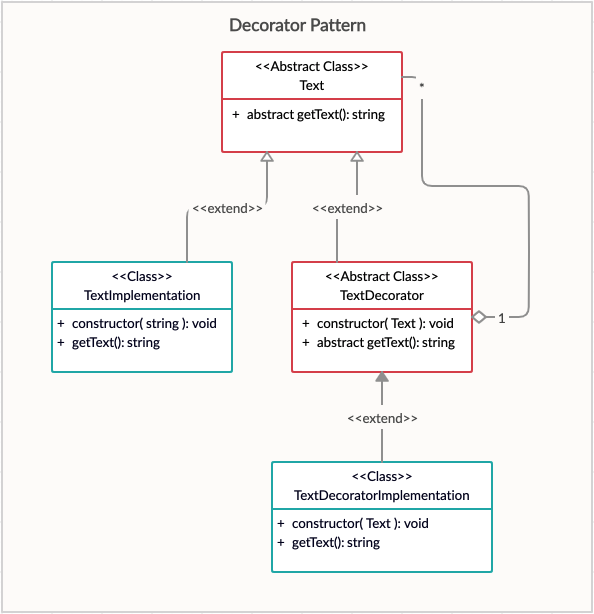 Decorator Pattern
<<Abstract Class>>
Text
+ abstract getText(): string
*
<<extend>>
<<extend>>
<<Class>>
TextImplementation
+ constructor( string ): void
+ getText(): string
<<Abstract Class>>
TextDecorator
+ constructor( Text ): void
+ abstract getText(): string
1
<<extend>>
<<Class>>
TextDecoratorImplementation
+ constructor( Text ): void
+ getText(): string